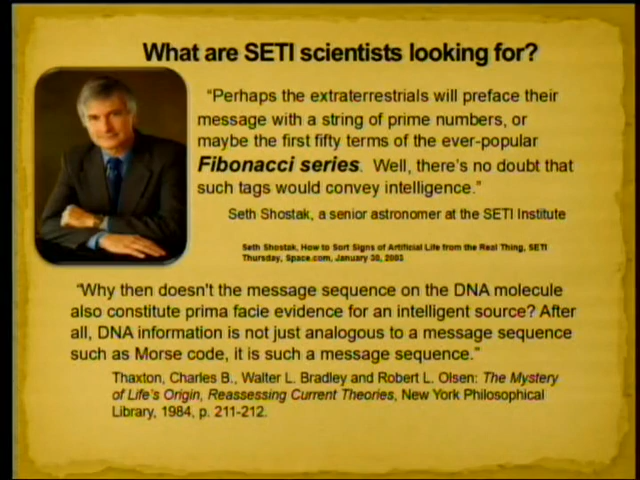 What are SETI scientists looking for?
“Perhaps the extraterrestrials will preface their
message with a string of prime numbers, or
maybe the first fifty terms of the ever-popular
Fibonacci series. Well, there’s no doubt that
such tags would convey intelligence.”
Seth Shostak, a senior astronomer at the SETI Institute
Seth Shostak, How to Sort Signs of Artificial Life from the Real Thing, SETI
Thursday, Space.com, January 30, 2003
“Why then doesn't the message sequence on the DNA molecule
also constitute prima facie evidence for an intelligent source? After
all, DNA information is not just analogous to a message sequence
such as Morse code, it is such a message sequence.”
Thaxton, Charles B., Walter L. Bradley and Robert L. Olsen: The Mystery
of Life’s Origin, Reassessing Current Theories, New York Philosophical
Library, 1984, p. 211-212.